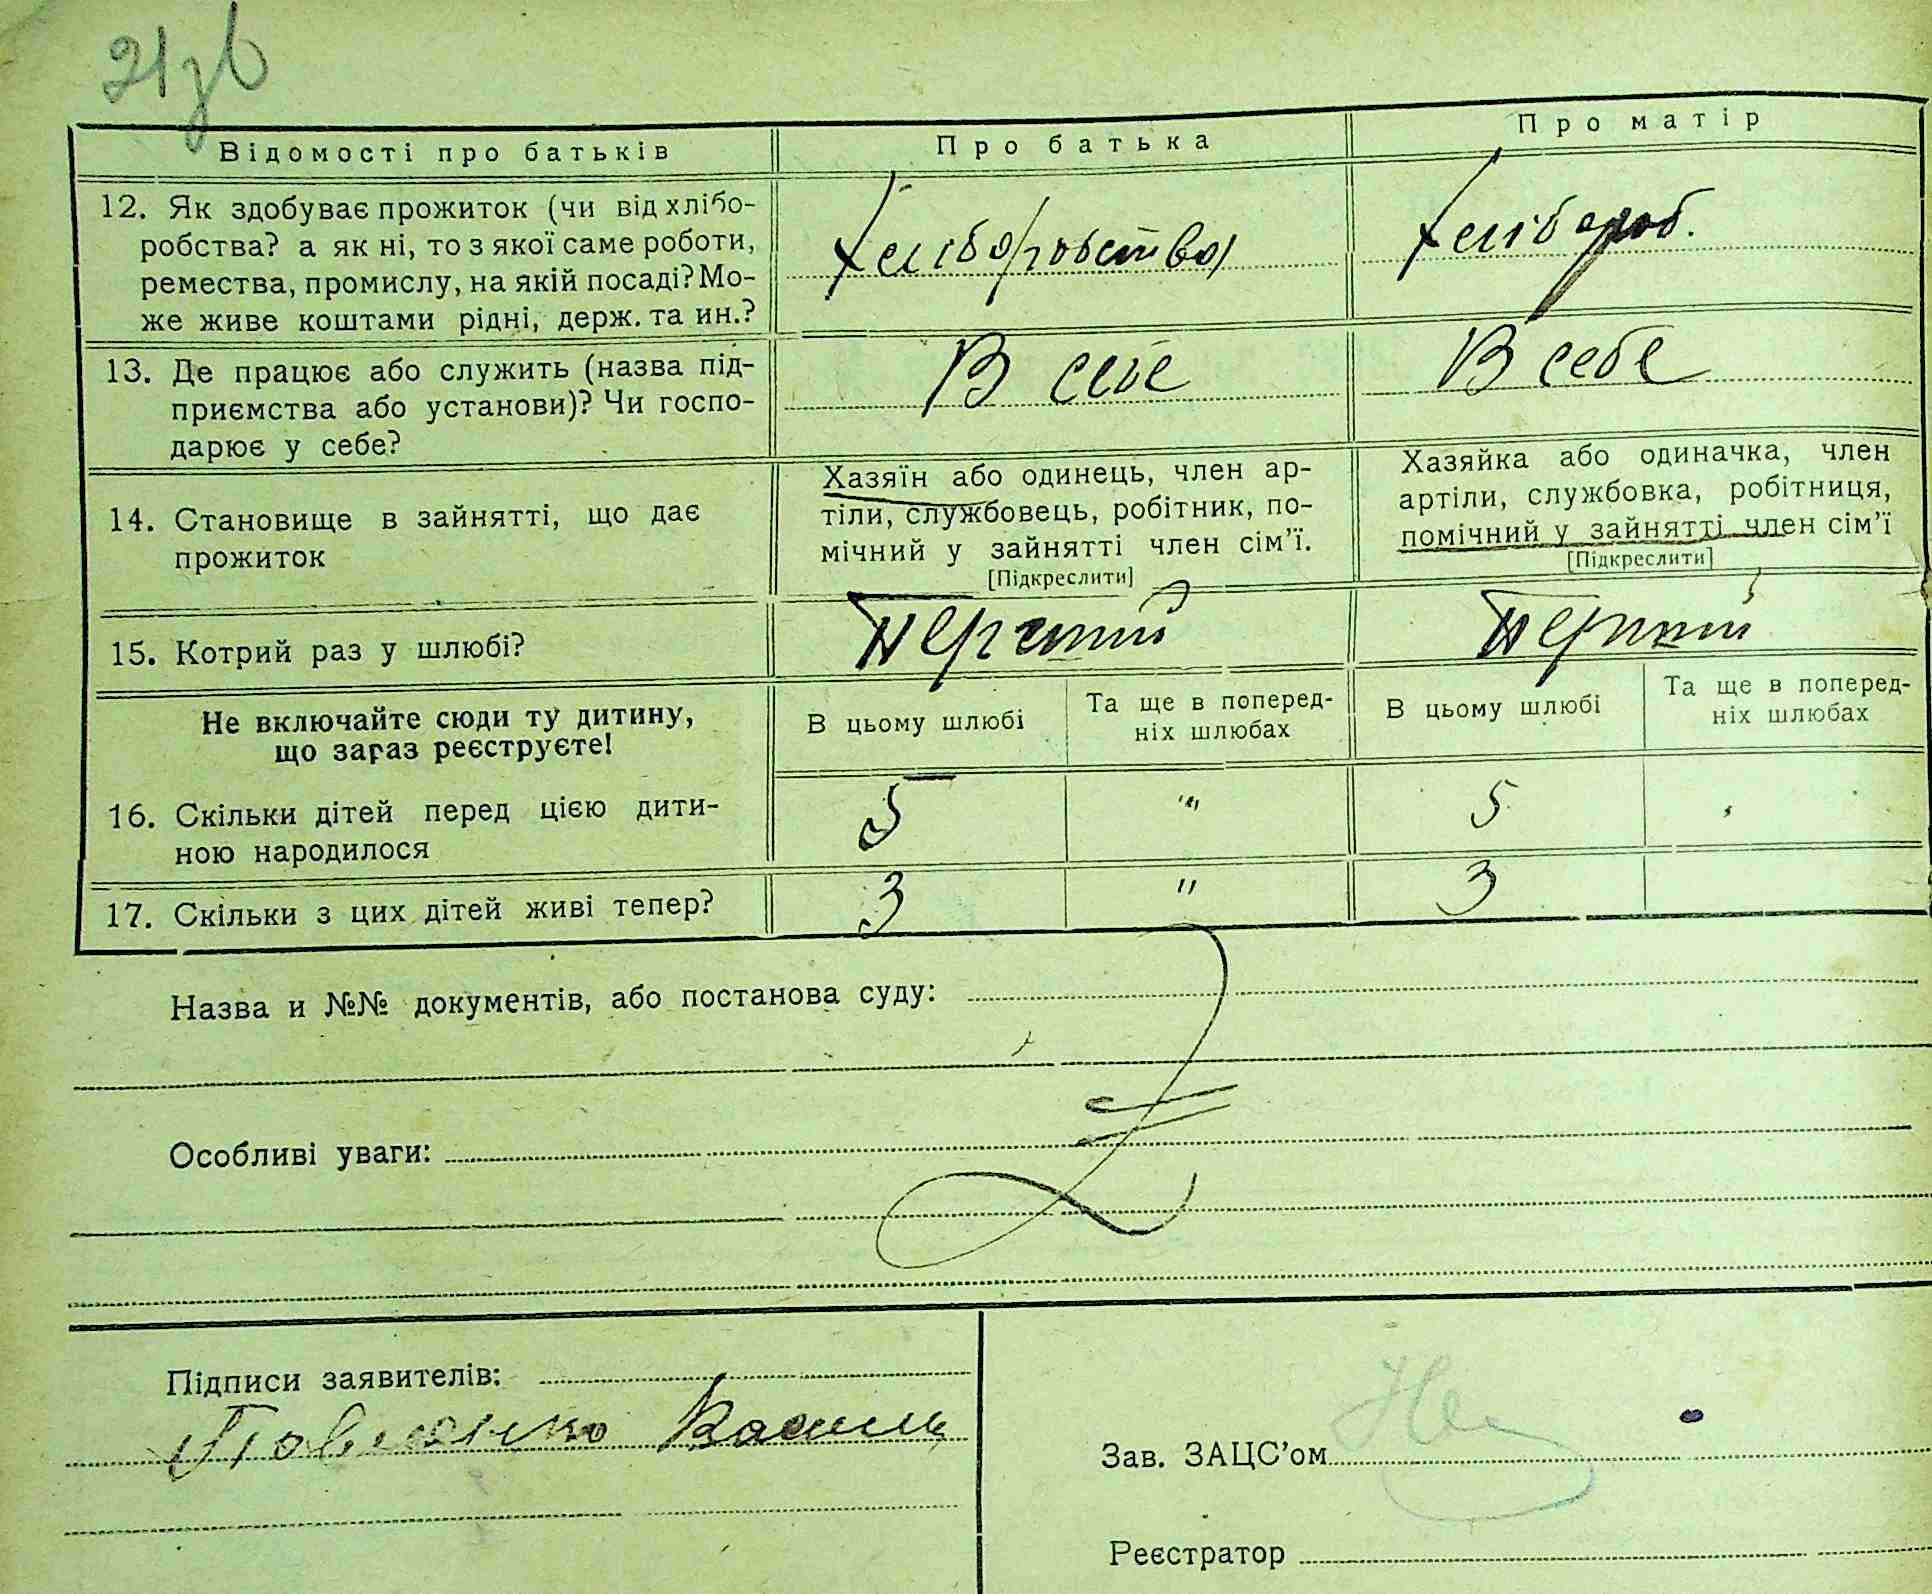 21зв
Відомості про батьків Про батька Про матір
12. Як здобуває прожиток (чи від хлібо-
робства? а як ні, то з якої саме роботи,
ремества, промислу, на якій посаді? Мо-
же живе коштами рідні, держ. та ин.?
Хліборобства Хлібороб.
13. Де працює або служить (назва під-
приємства або установи)? Чи госпо-
дарює у себе?
В себе В себе
14. Становище в зайнятті, що дає
прожиток
Хазяїн або одинець, член ар-
тіли, службовець, робітник, по-
мічний у зайнятті член сім'ї.
[Підкреслити]
Хазяйка або одиначка, член
артіли, службовка, робітниця,
помічний у зайнятті член сім'ї
[Підкреслити]
15. Котрий раз у шлюбі? Перший Перший
Не включайте сюди ту дитину,
що зараз реєструєте!
В цьому шлюбі Та ще в поперед-
ніх шлюбах
В цьому шлюбі Та ще в поперед-
ніх шлюбах
16. Скільки дітей перед цією дити-
ною народилося
5 " 5
17. Скільки з цих дітей живі тепер? 3 " 3
Назва и №№ документів, або постанова суду:
Особливі уваги:
Підписи заявителів:
Василь
Зав. ЗАЦС'ом
Реєстратор